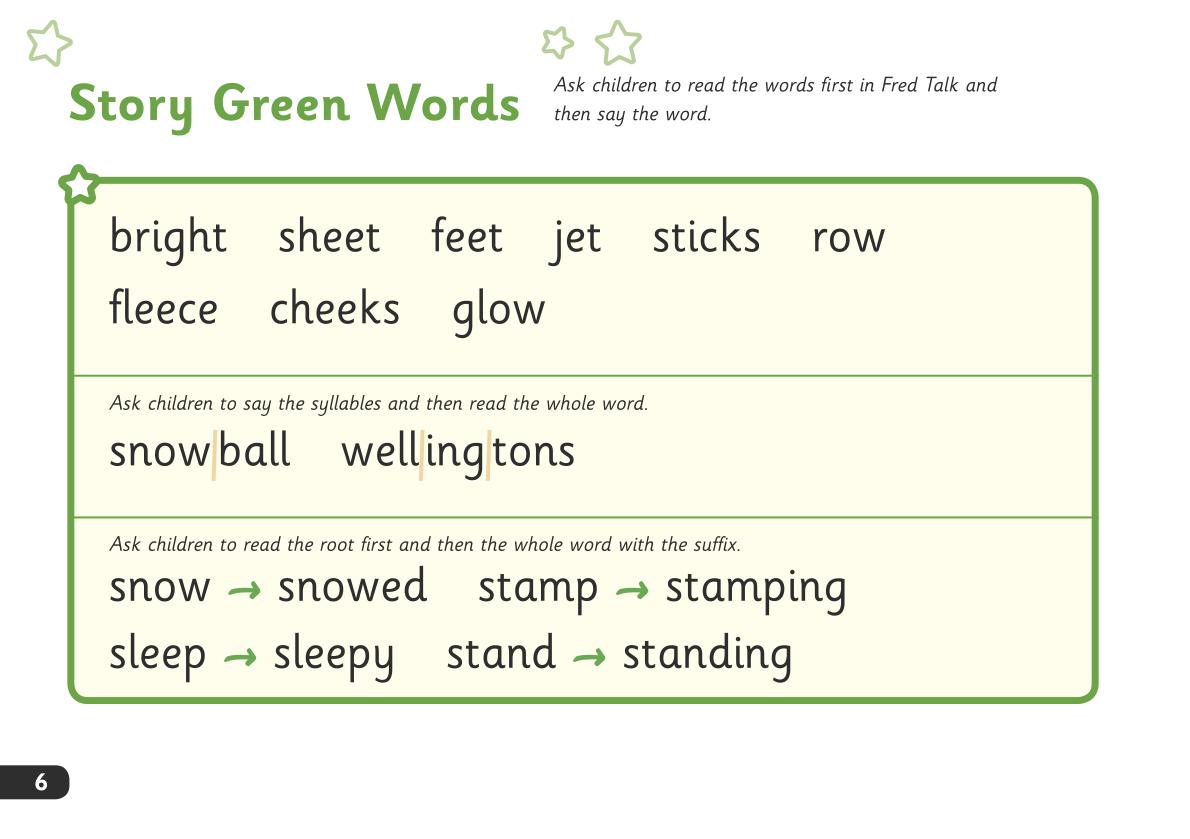 Story Green Words
Ask children to read the words first in Fred Talk and
then say the word.
bright sheet feet jet sticks row
fleece cheeks glow
Ask children to say the syllables and then read the whole word.
snow|ball well|ing|tons
Ask children to read the root first and then the whole word with the suffix.
snow → snowed stamp → stamping
sleep → sleepy stand → standing
6